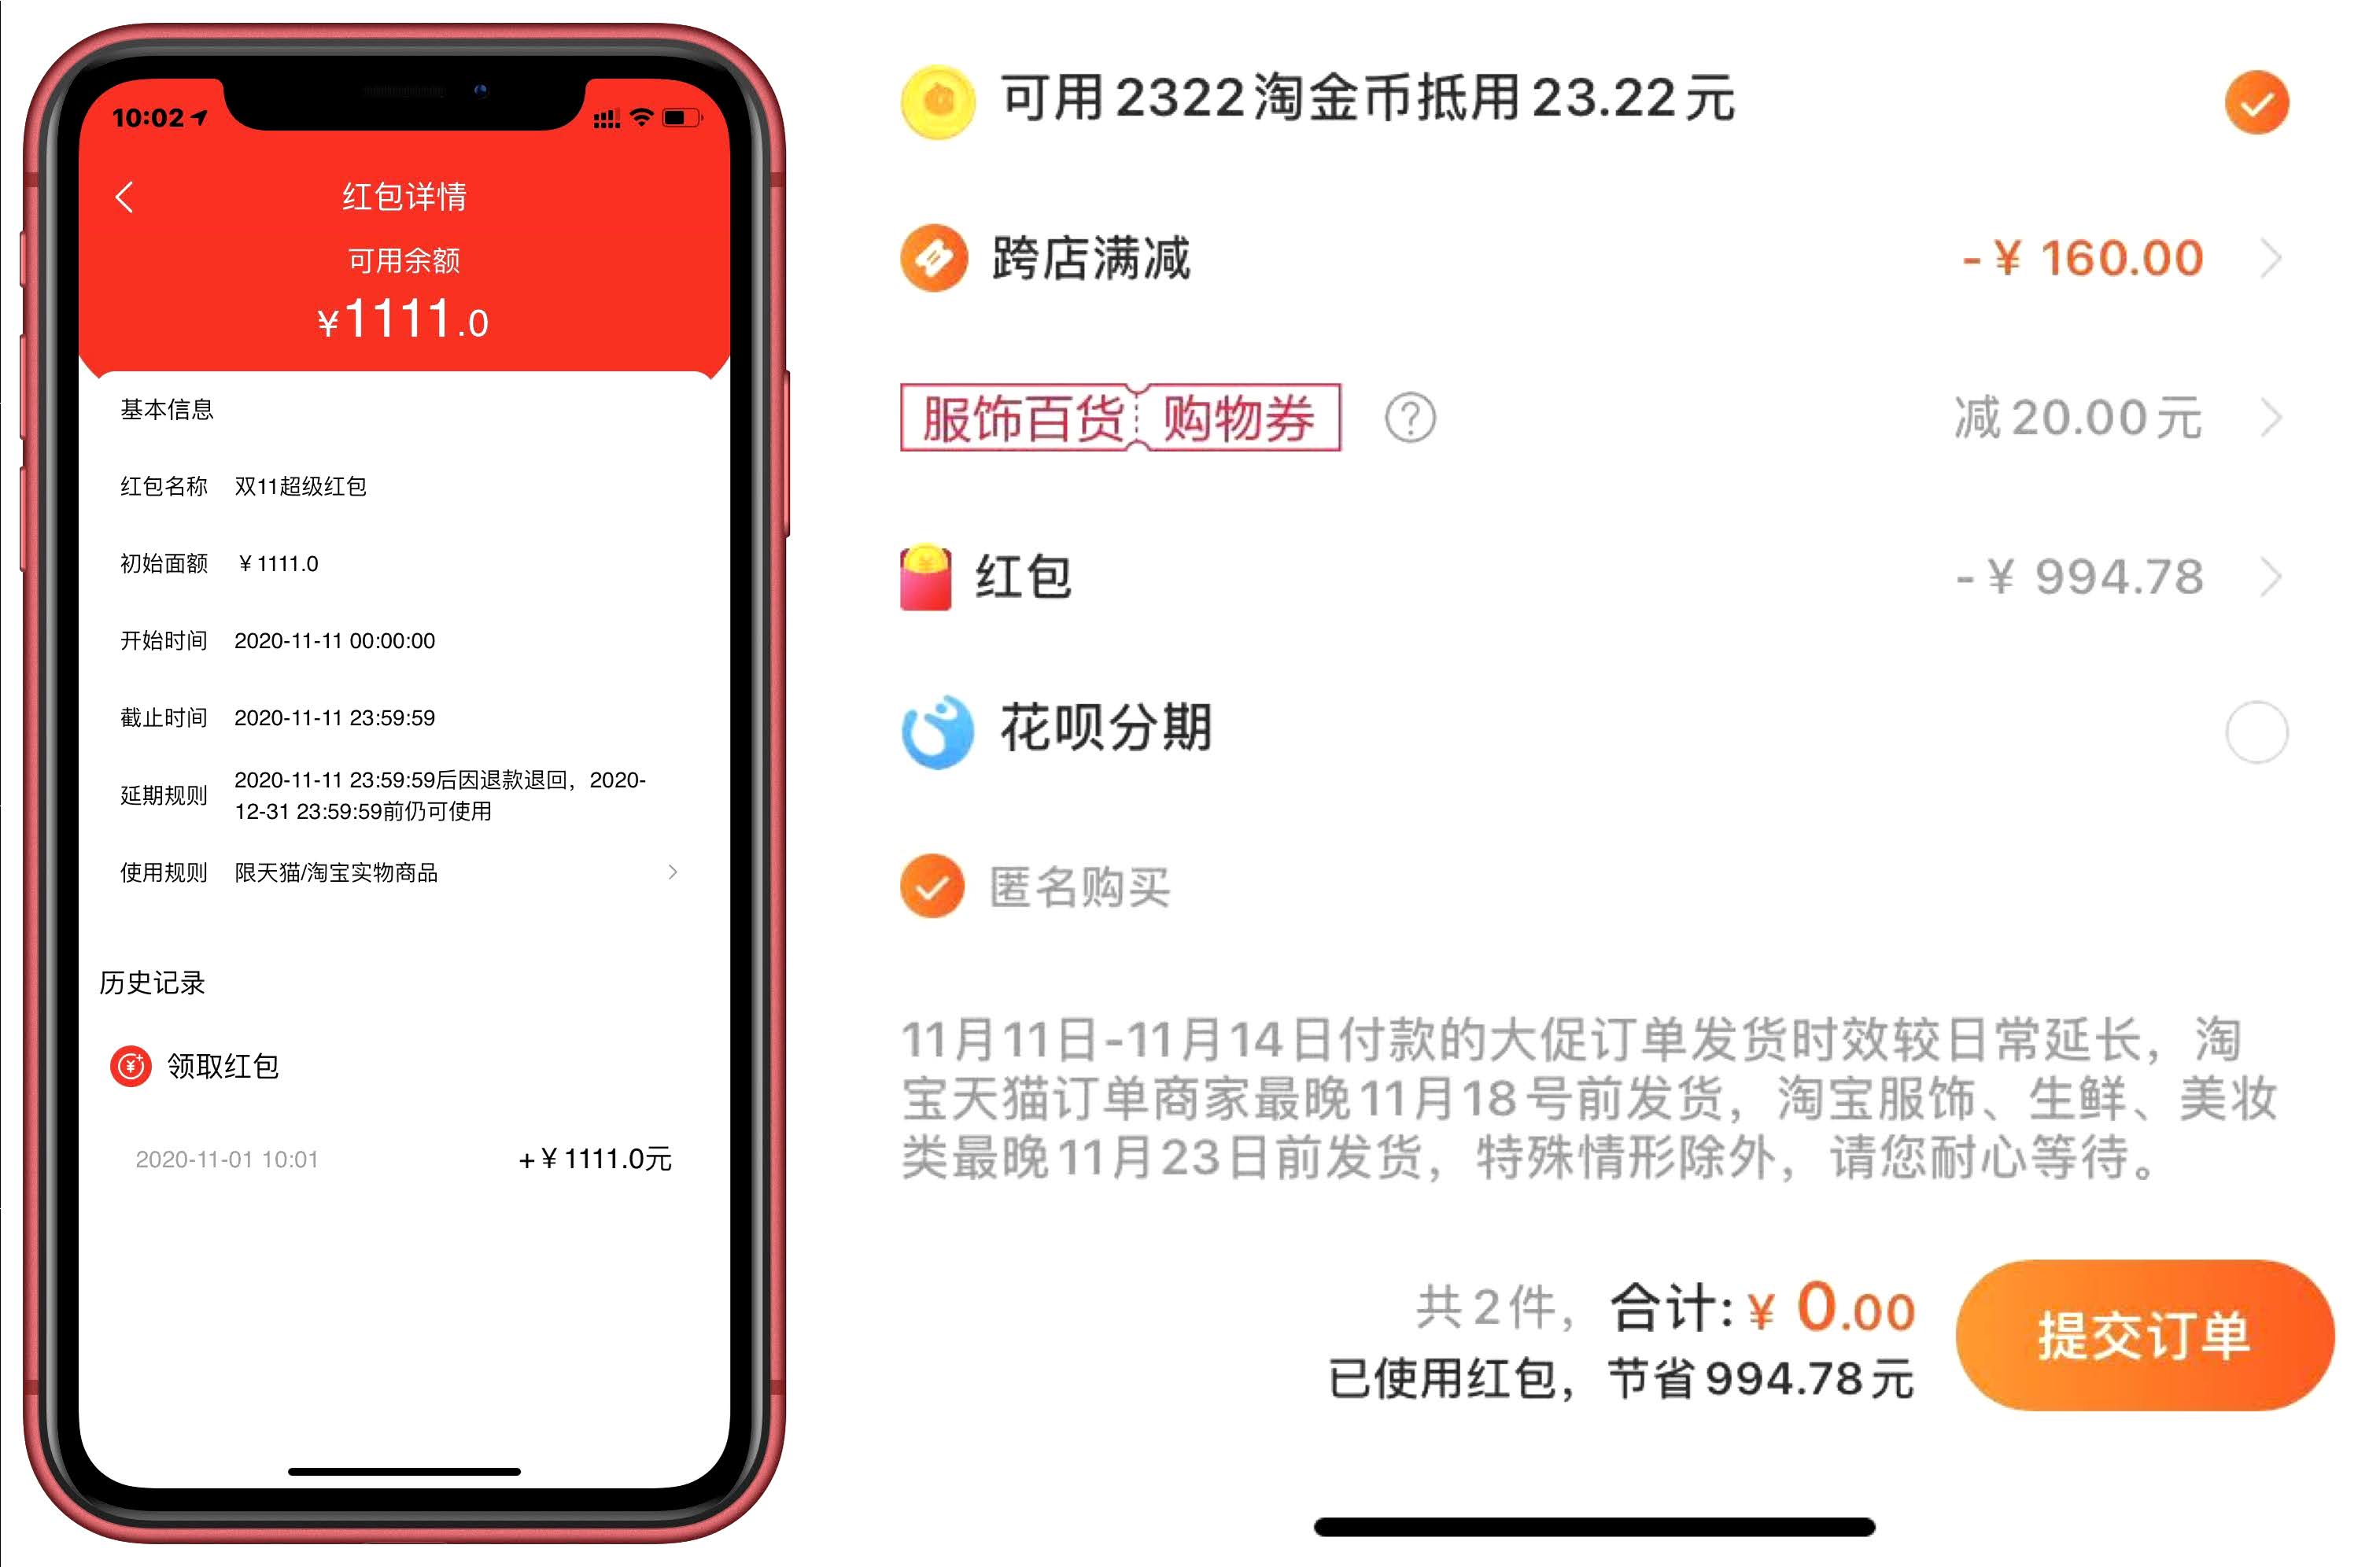 10:02
红包详情
可用余额
¥1111.0
基本信息
红包名称 双11超级红包
初始面额 ¥1111.0
开始时间 2020-11-11 00:00:00
截止时间 2020-11-11 23:59:59
延期规则 2020-11-11 23:59:59后因退款退回，2020-
12-31 23:59:59前仍可使用
使用规则 限天猫/淘宝实物商品
历史记录
领取红包
2020-11-01 10:01 +¥1111.0元
可用2322淘金币抵用23.22元
跨店满减 -¥ 160.00
服饰百货 购物券 ? 减20.00元
红包 -¥ 994.78
花呗分期
匿名购买
11月11日-11月14日付款的大促订单发货时效较日常延长，淘
宝天猫订单商家最晚11月18号前发货，淘宝服饰、生鲜、美妆
类最晚11月23日前发货，特殊情形除外，请您耐心等待。
共2件，合计:¥ 0.00
已使用红包，节省994.78元
提交订单